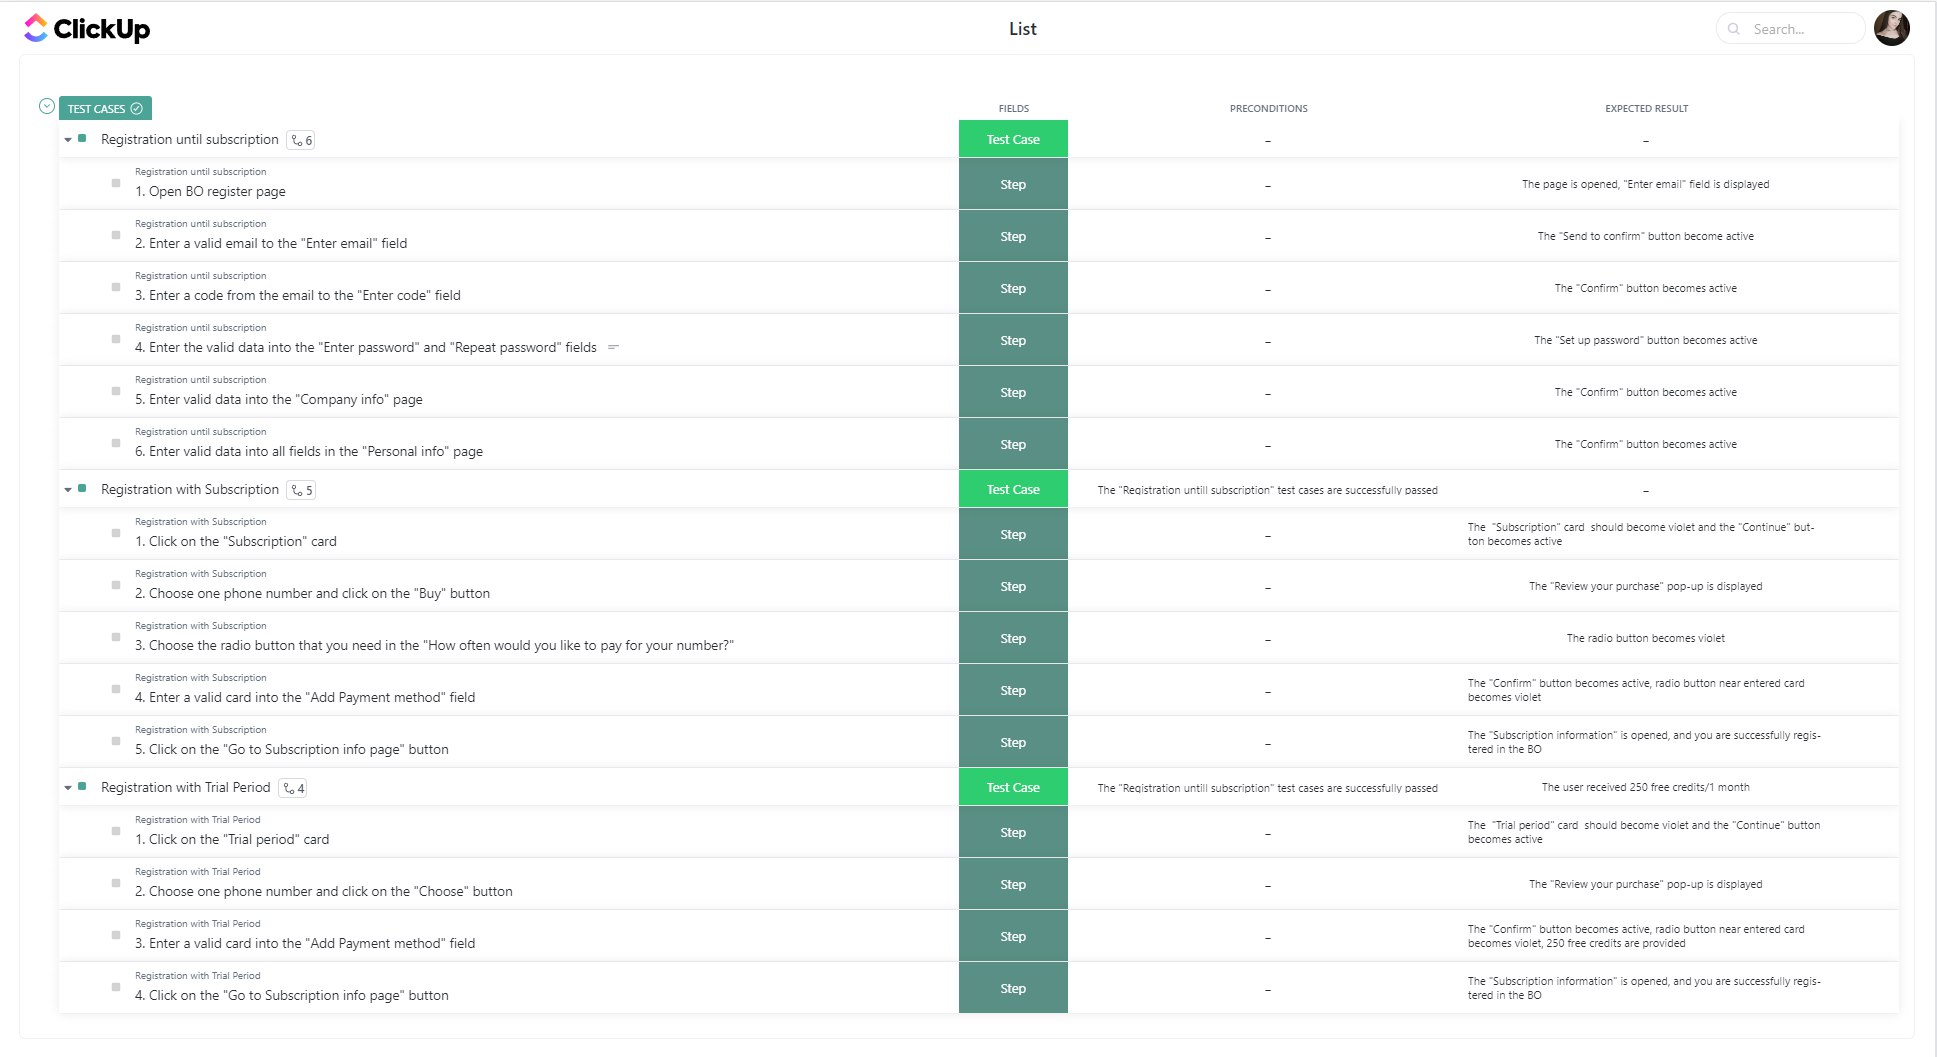 ClickUp
List
Search...
TEST CASES
FIELDS
PRECONDITIONS
EXPECTED RESULT
Registration until subscription 6
Test Case
–
–
Registration until subscription
1. Open BO register page
Step
–
The page is opened, "Enter email" field is displayed
Registration until subscription
2. Enter a valid email to the "Enter email" field
Step
–
The "Send to confirm" button become active
Registration until subscription
3. Enter a code from the email to the "Enter code" field
Step
–
The "Confirm" button becomes active
Registration until subscription
4. Enter the valid data into the "Enter password" and "Repeat password" fields
Step
–
The "Set up password" button becomes active
Registration until subscription
5. Enter valid data into the "Company info" page
Step
–
The "Confirm" button becomes active
Registration until subscription
6. Enter valid data into all fields in the "Personal info" page
Step
–
The "Confirm" button becomes active
Registration with Subscription 5
Test Case
The "Registration untill subscription" test cases are successfully passed
–
Registration with Subscription
1. Click on the "Subscription" card
Step
–
The "Subscription" card should become violet and the "Continue" but-
ton becomes active
Registration with Subscription
2. Choose one phone number and click on the "Buy" button
Step
–
The "Review your purchase" pop-up is displayed
Registration with Subscription
3. Choose the radio button that you need in the "How often would you like to pay for your number?"
Step
–
The radio button becomes violet
Registration with Subscription
4. Enter a valid card into the "Add Payment method" field
Step
–
The "Confirm" button becomes active, radio button near entered card
becomes violet
Registration with Subscription
5. Click on the "Go to Subscription info page" button
Step
–
The "Subscription information" is opened, and you are successfully regis-
tered in the BO
Registration with Trial Period 4
Test Case
The "Registration untill subscription" test cases are successfully passed
The user received 250 free credits/1 month
Registration with Trial Period
1. Click on the "Trial period" card
Step
–
The "Trial period" card should become violet and the "Continue" button
becomes active
Registration with Trial Period
2. Choose one phone number and click on the "Choose" button
Step
–
The "Review your purchase" pop-up is displayed
Registration with Trial Period
3. Enter a valid card into the "Add Payment method" field
Step
–
The "Confirm" button becomes active, radio button near entered card
becomes violet, 250 free credits are provided
Registration with Trial Period
4. Click on the "Go to Subscription info page" button
Step
–
The "Subscription information" is opened, and you are successfully regis-
tered in the BO